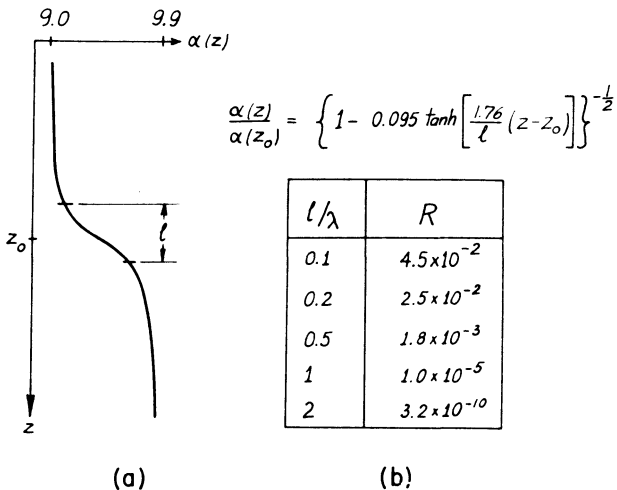 9.0 9.9
α(z)
z₀
l
z
(a)
α(z)/α(z₀) = { 1 - 0.095 tanh [ 1.76/l (z-z₀) ] }^-1/2
l/λ R
0.1 4.5×10⁻²
0.2 2.5×10⁻²
0.5 1.8×10⁻³
1 1.0×10⁻⁵
2 3.2×10⁻¹⁰
(b)